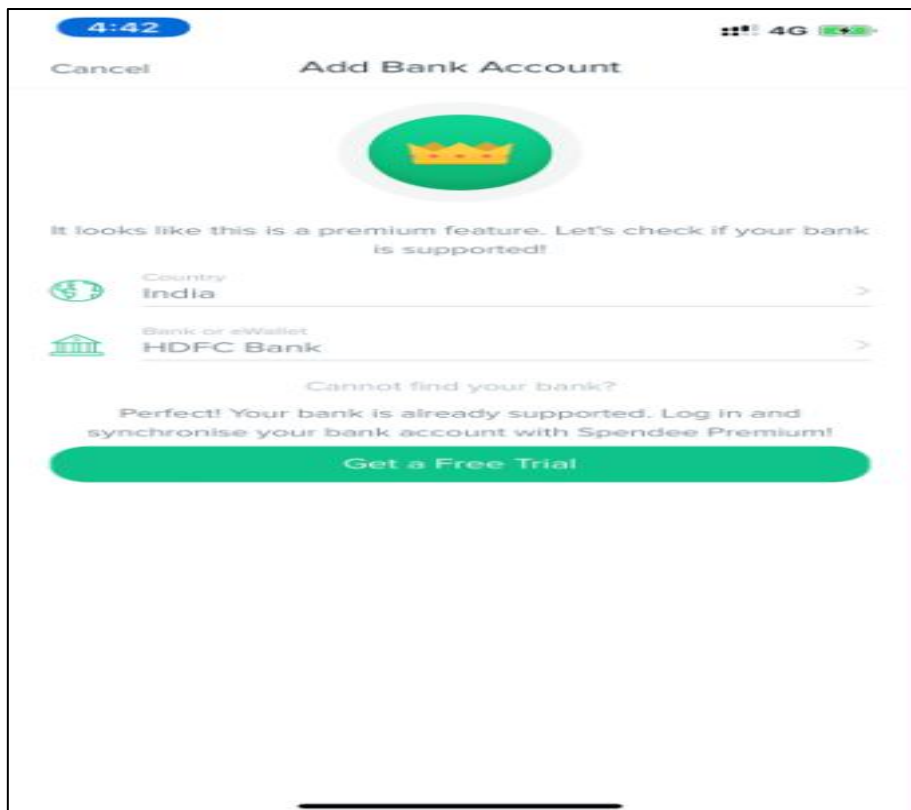 4:42
4G
Cancel
Add Bank Account
It looks like this is a premium feature. Let's check if your bank
is supported!
Country
India
Bank or eWallet
HDFC Bank
Cannot find your bank?
Perfect! Your bank is already supported. Log in and
synchronise your bank account with Spendee Premium!
Get a Free Trial